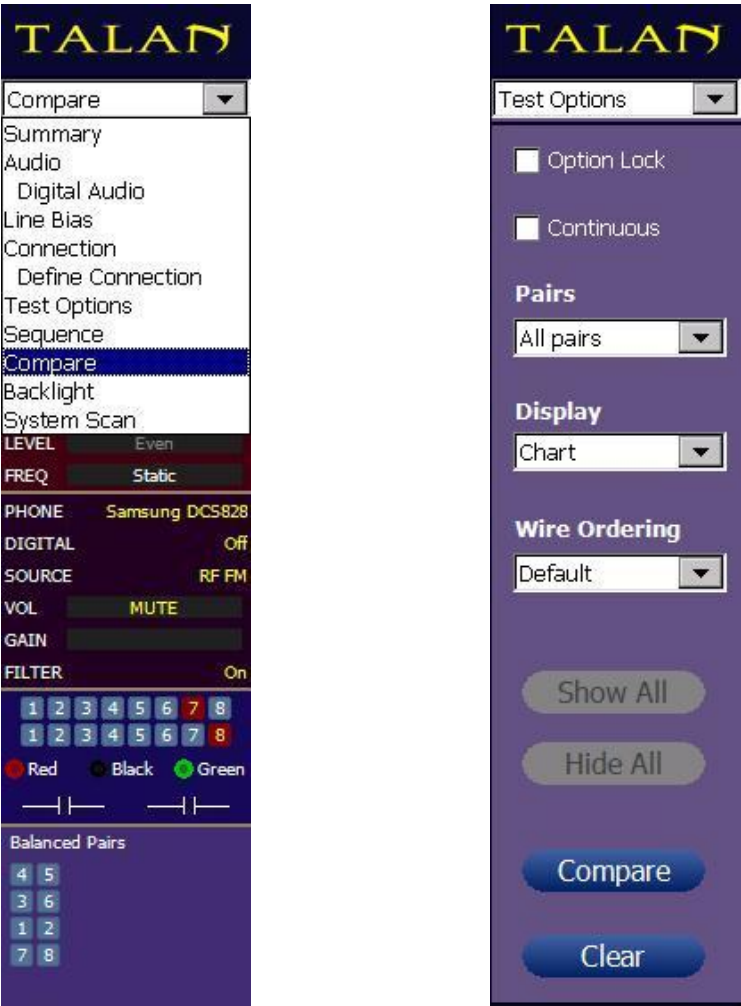 TALAN
Compare
Summary
Audio
Digital Audio
Line Bias
Connection
Define Connection
Test Options
Sequence
Compare
Backlight
System Scan
LEVEL Even
FREQ Static
PHONE Samsung DCS828
DIGITAL Off
SOURCE RF FM
VOL MUTE
GAIN
FILTER On
1 2 3 4 5 6 7 8
1 2 3 4 5 6 7 8
Red Black Green
Balanced Pairs
4 5
3 6
1 2
7 8
TALAN
Test Options
Option Lock
Continuous
Pairs
All pairs
Display
Chart
Wire Ordering
Default
Show All
Hide All
Compare
Clear